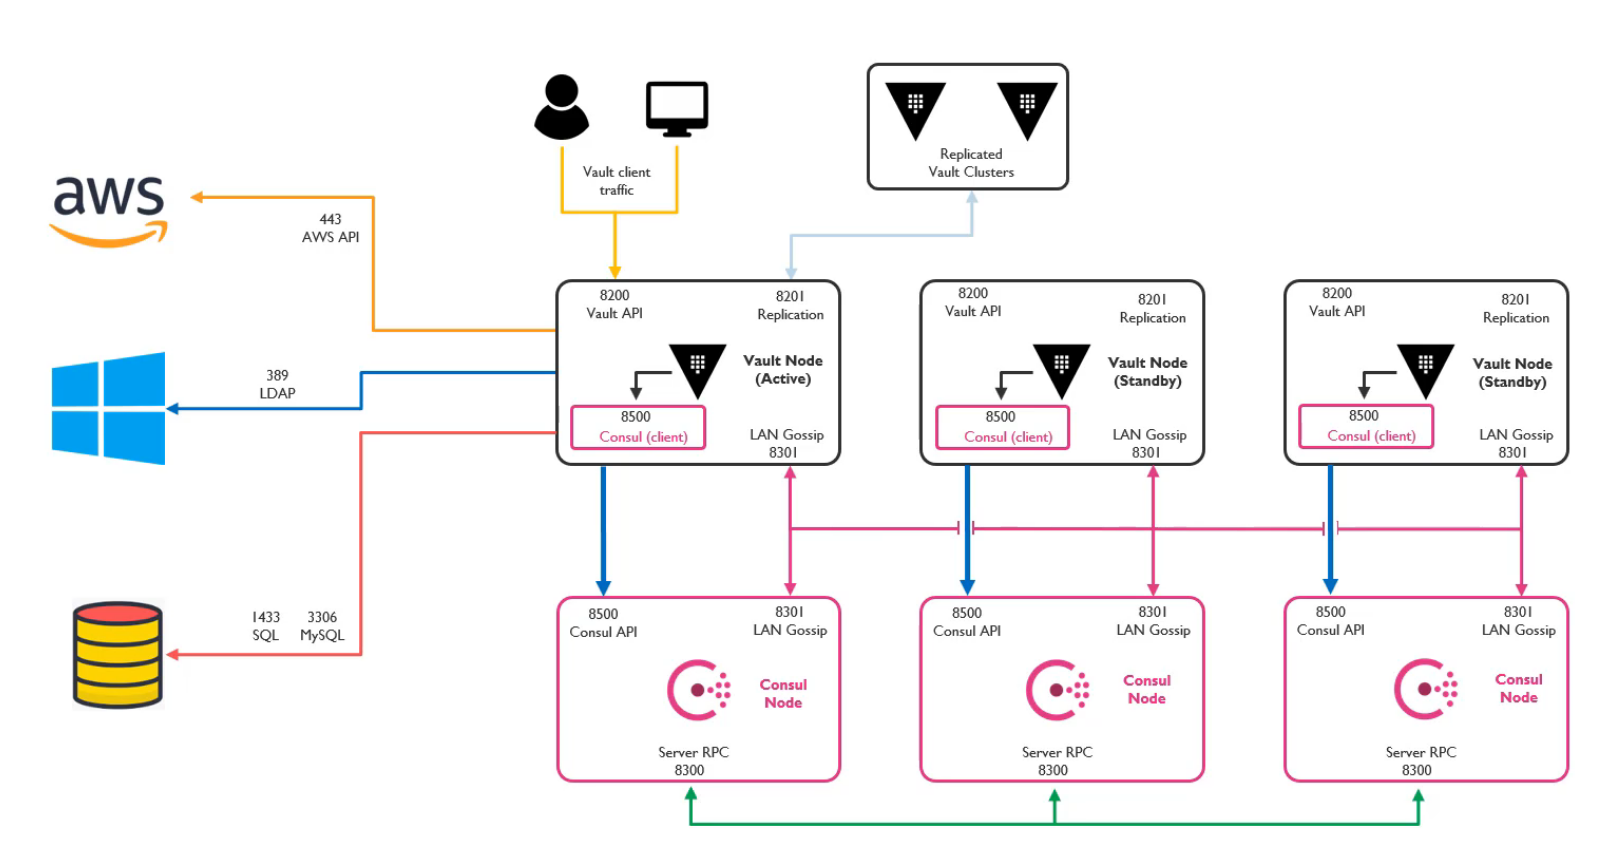 aws
443
AWS API
389
LDAP
1433
SQL
3306
MySQL
Vault client
traffic
Replicated
Vault Clusters
8200
Vault API
8201
Replication
Vault Node
(Active)
8500
Consul (client)
LAN Gossip
8301
8200
Vault API
8201
Replication
Vault Node
(Standby)
8500
Consul (client)
LAN Gossip
8301
8200
Vault API
8201
Replication
Vault Node
(Standby)
8500
Consul (client)
LAN Gossip
8301
8500
Consul API
8301
LAN Gossip
Consul
Node
Server RPC
8300
8500
Consul API
8301
LAN Gossip
Consul
Node
Server RPC
8300
8500
Consul API
8301
LAN Gossip
Consul
Node
Server RPC
8300